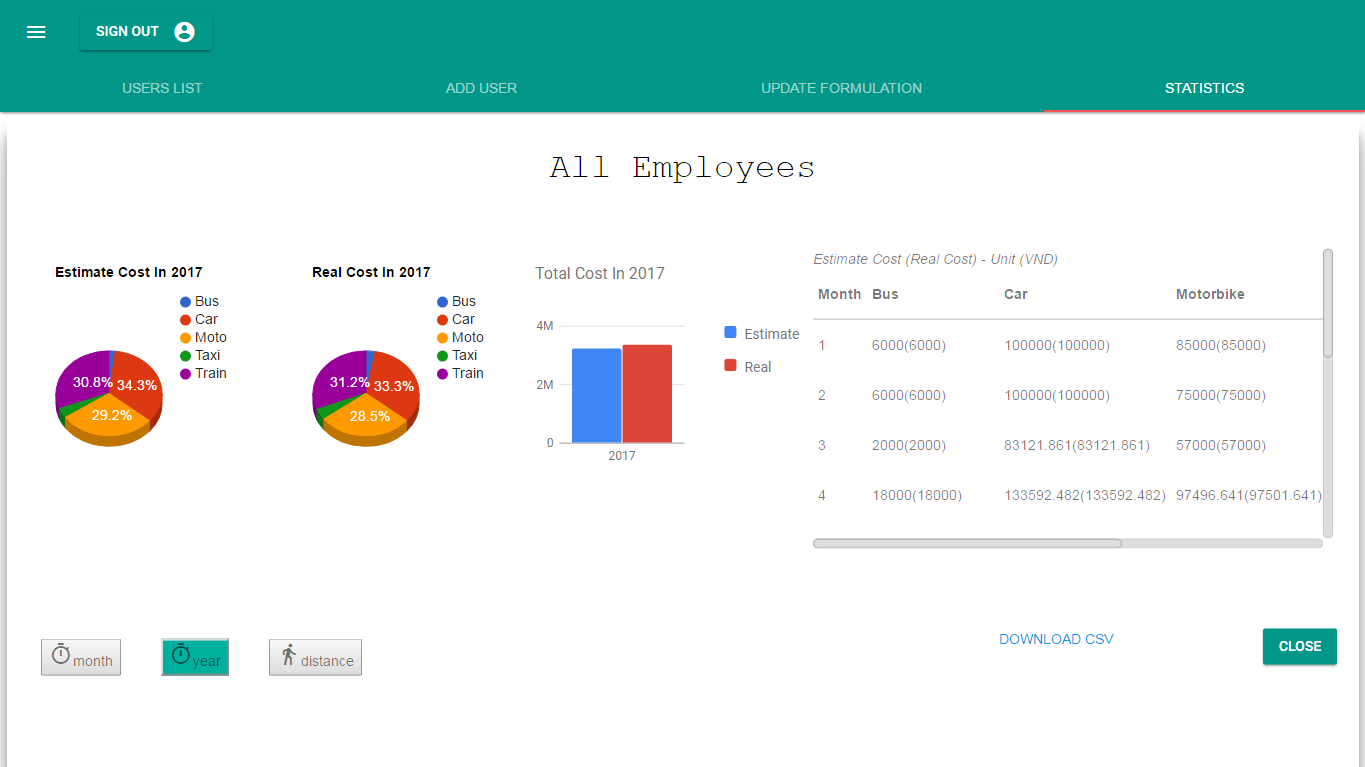 SIGN OUT
USERS LIST
ADD USER
UPDATE FORMULATION
STATISTICS
All Employees
Estimate Cost In 2017
Bus
Car
Moto
Taxi
Train
30.8%
34.3%
29.2%
Real Cost In 2017
Bus
Car
Moto
Taxi
Train
31.2%
33.3%
28.5%
Total Cost In 2017
4M
2M
0
2017
Estimate
Real
Estimate Cost (Real Cost) - Unit (VND)
Month Bus Car Motorbike
1 6000(6000) 100000(100000) 85000(85000)
2 6000(6000) 100000(100000) 75000(75000)
3 2000(2000) 83121.861(83121.861) 57000(57000)
4 18000(18000) 133592.482(133592.482) 97496.641(97501.641)
month
year
distance
DOWNLOAD CSV
CLOSE